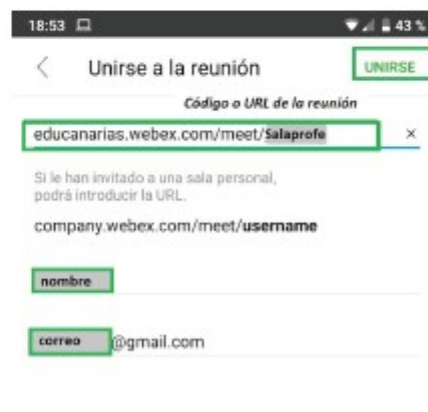 18:53 43 %
Unirse a la reunión UNIRSE
Código o URL de la reunión
educanarias.webex.com/meet/Salaprofe ×
Si le han invitado a una sala personal,
podrá introducir la URL.
company.webex.com/meet/username
nombre
correo @gmail.com